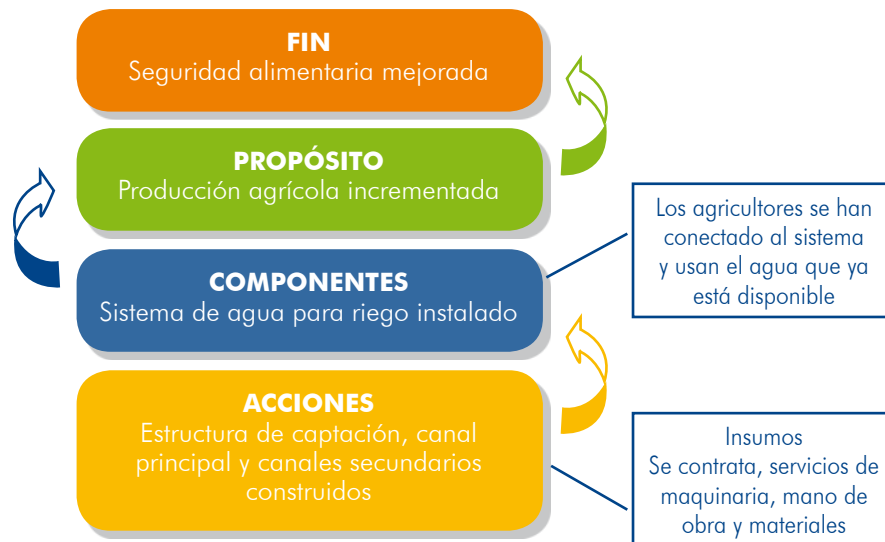 FIN
Seguridad alimentaria mejorada
PROPÓSITO
Producción agrícola incrementada
COMPONENTES
Sistema de agua para riego instalado
Los agricultores se han
conectado al sistema
y usan el agua que ya
está disponible
ACCIONES
Estructura de captación, canal
principal y canales secundarios
construidos
Insumos
Se contrata, servicios de
maquinaria, mano de
obra y materiales